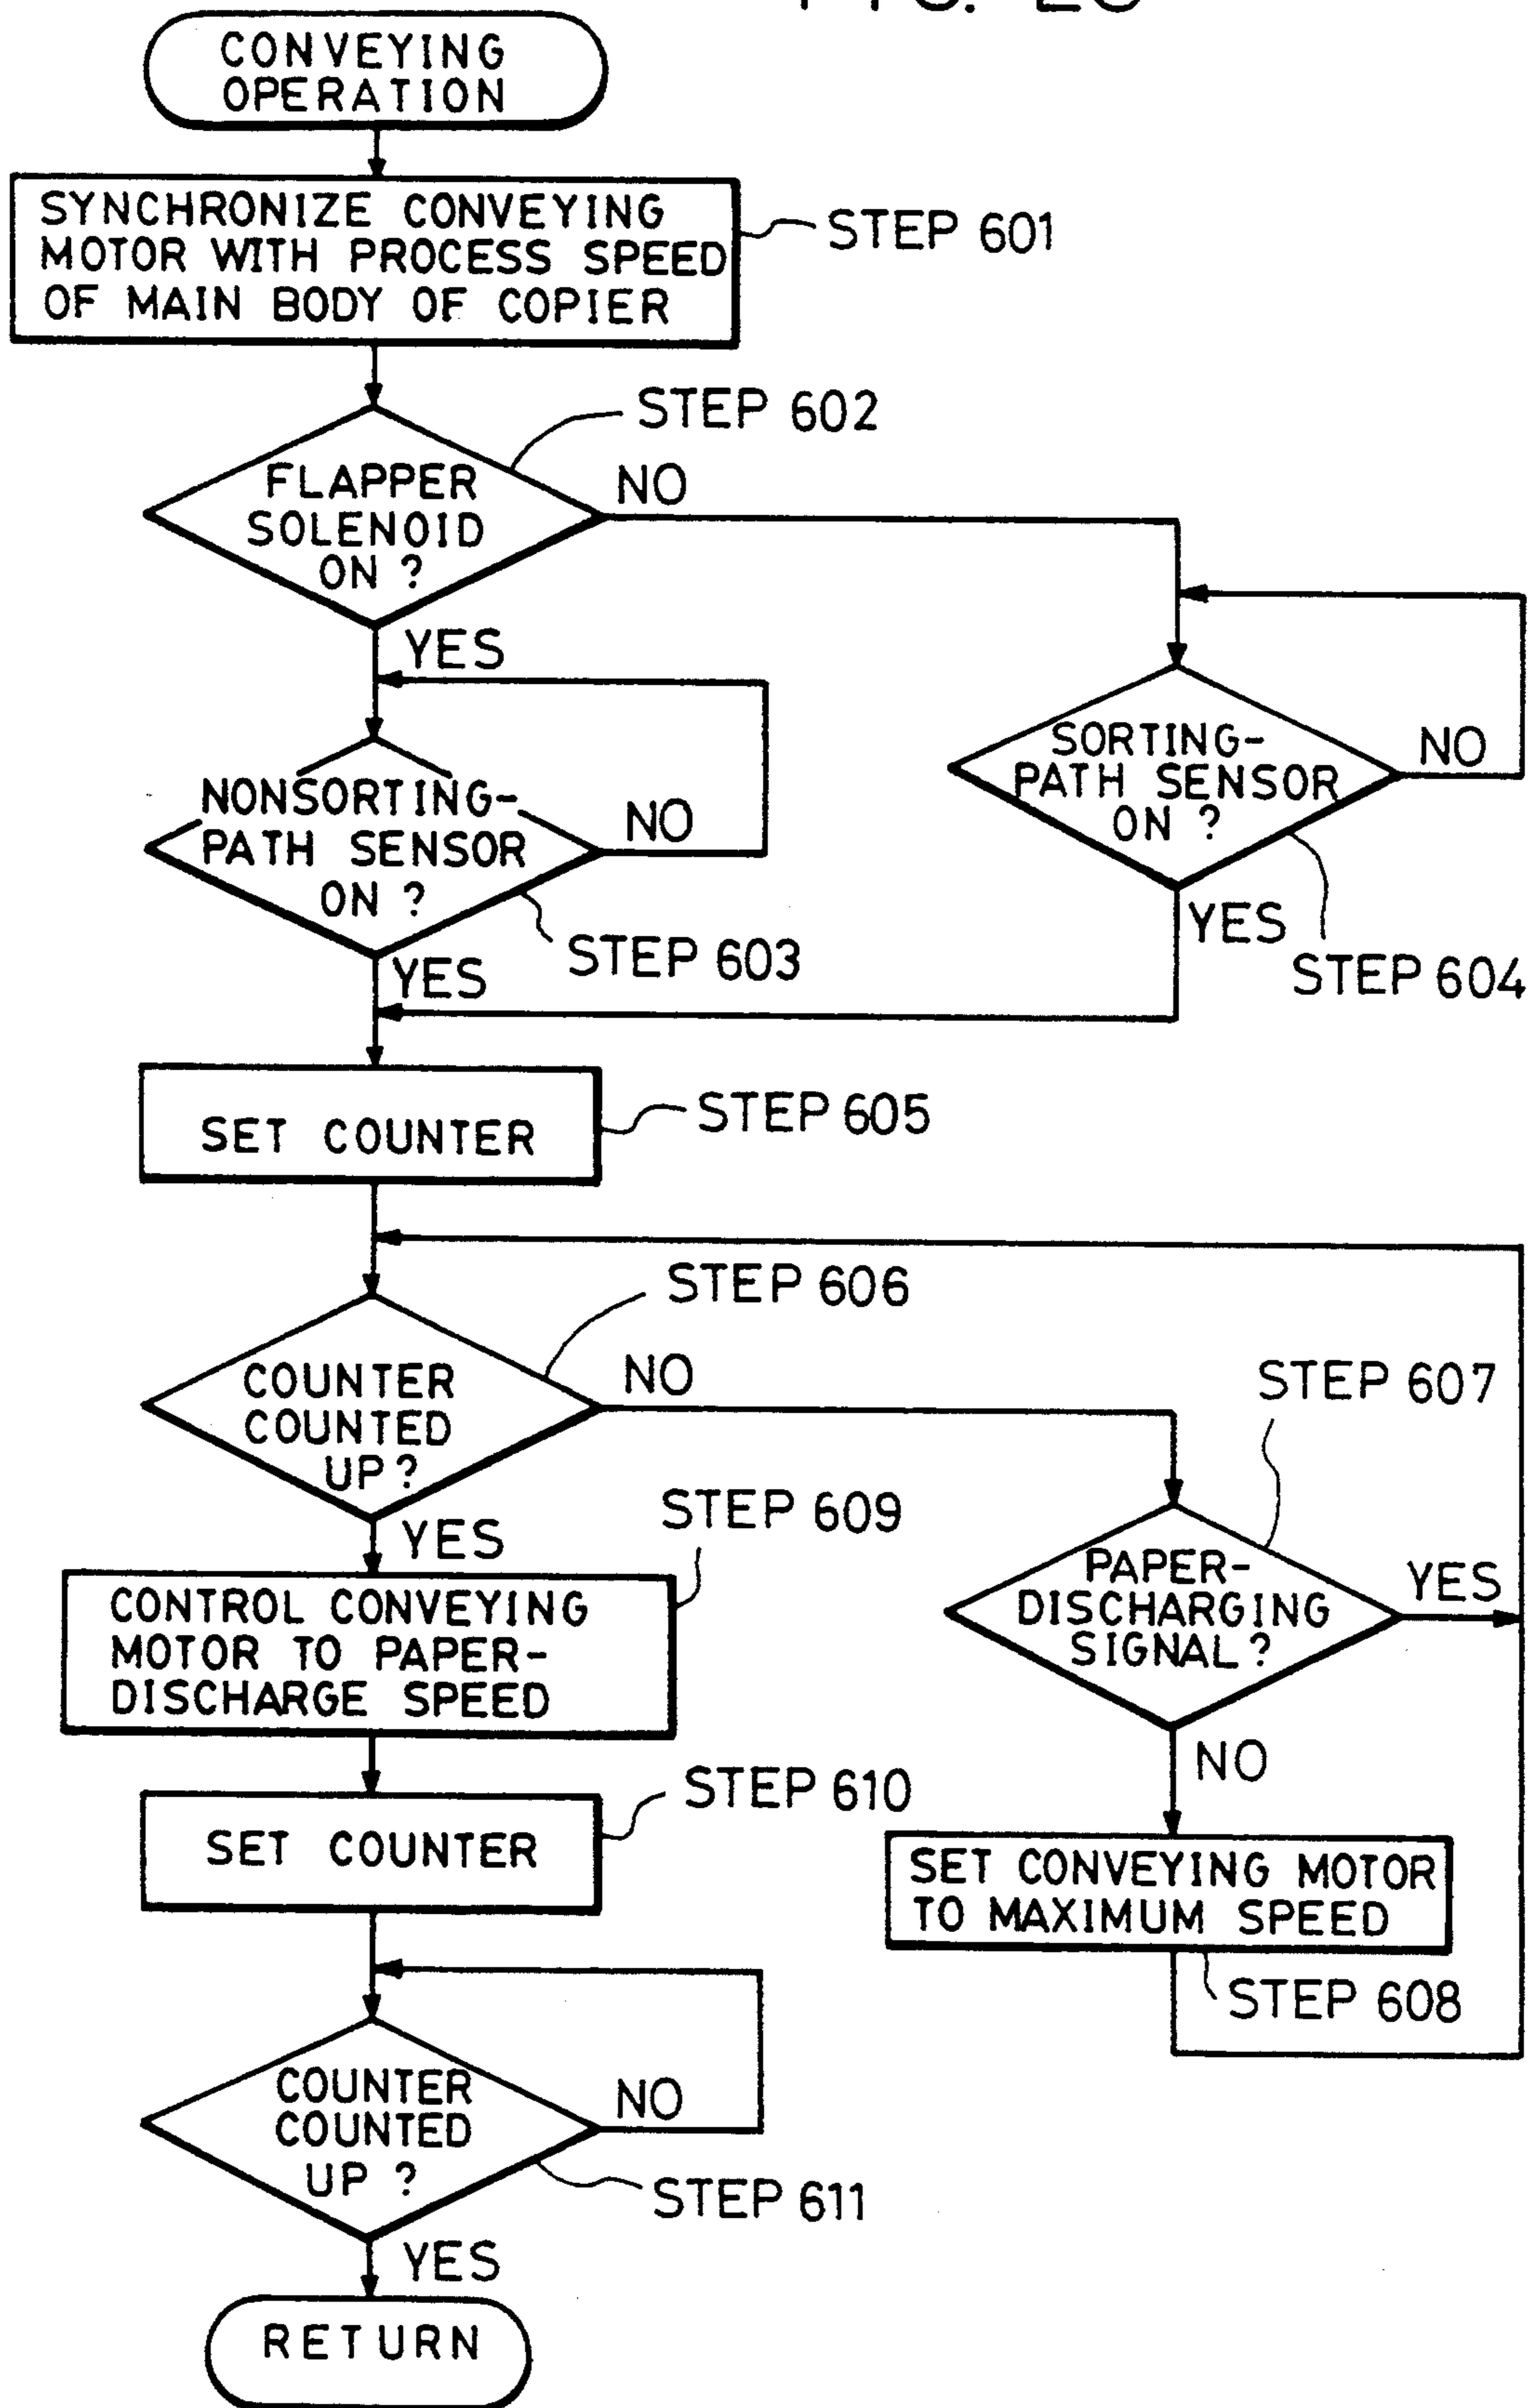 FIG.
CONVEYING
OPERATION
SYNCHRONIZE CONVEYING
MOTOR WITH PROCESS SPEED
OF MAIN BODY OF COPIER
STEP 601
STEP 602
FLAPPER
SOLENOID
ON ?
NO
YES
NONSORTING-
PATH SENSOR
ON ?
NO
STEP 603
YES
SORTING-
PATH SENSOR
ON ?
NO
YES
STEP 604
SET COUNTER
STEP 605
STEP 606
COUNTER
COUNTED
UP ?
NO
YES
STEP 607
PAPER-
DISCHARGING
SIGNAL ?
YES
NO
SET CONVEYING MOTOR
TO MAXIMUM SPEED
STEP 608
STEP 609
CONTROL CONVEYING
MOTOR TO PAPER-
DISCHARGE SPEED
STEP 610
SET COUNTER
COUNTER
COUNTED
UP ?
NO
STEP 611
YES
RETURN